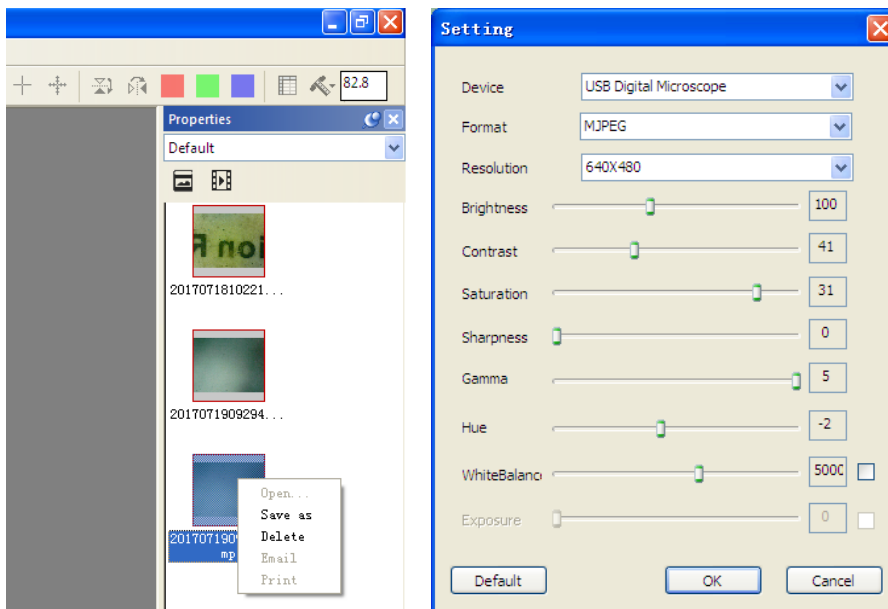 82.8
Properties
Default
ion R
2017071810221...
2017071909294...
201707190
mp
Open...
Save as
Delete
Email
Print
Setting
Device USB Digital Microscope
Format MJPEG
Resolution 640X480
Brightness 100
Contrast 41
Saturation 31
Sharpness 0
Gamma 5
Hue -2
WhiteBalanc 5000
Exposure 0
Default OK Cancel